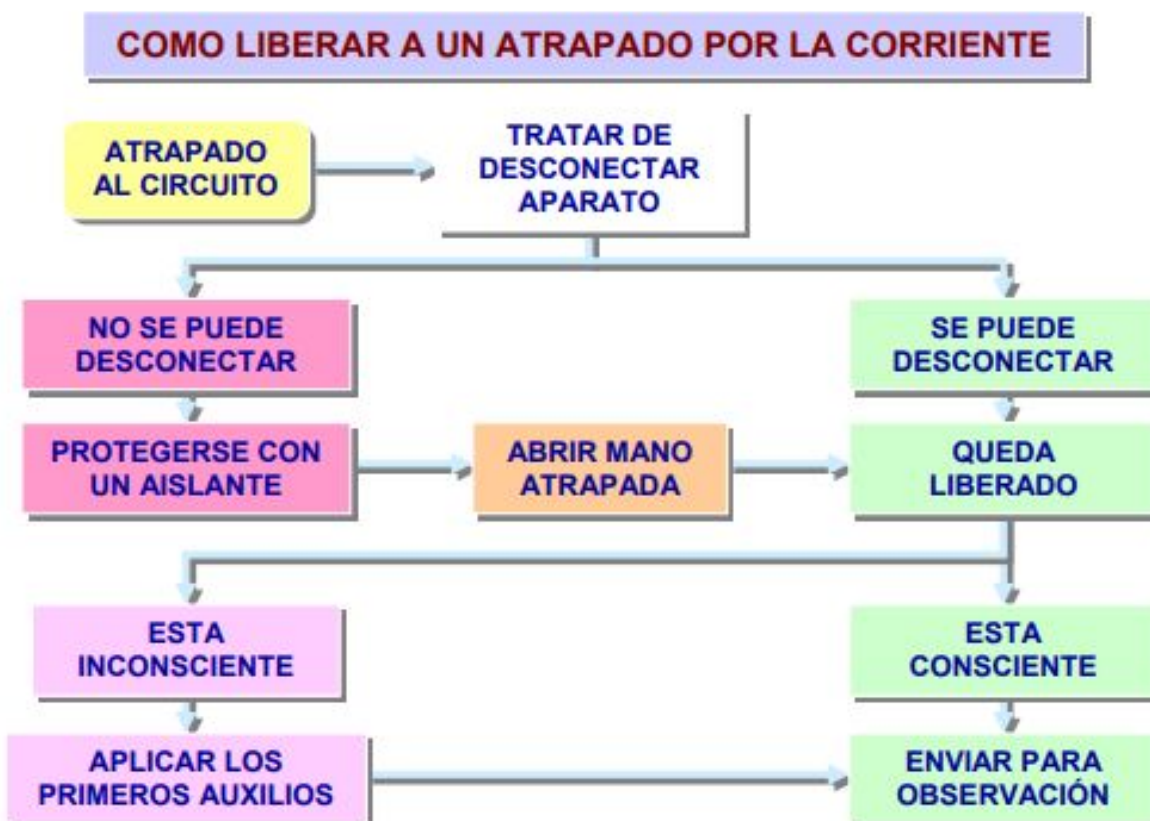 COMO LIBERAR A UN ATRAPADO POR LA CORRIENTE
ATRAPADO
AL CIRCUITO
TRATAR DE
DESCONECTAR
APARATO
NO SE PUEDE
DESCONECTAR
SE PUEDE
DESCONECTAR
PROTEGERSE CON
UN AISLANTE
ABRIR MANO
ATRAPADA
QUEDA
LIBERADO
ESTA
INCONSCIENTE
ESTA
CONSCIENTE
APLICAR LOS
PRIMEROS AUXILIOS
ENVIAR PARA
OBSERVACIÓN